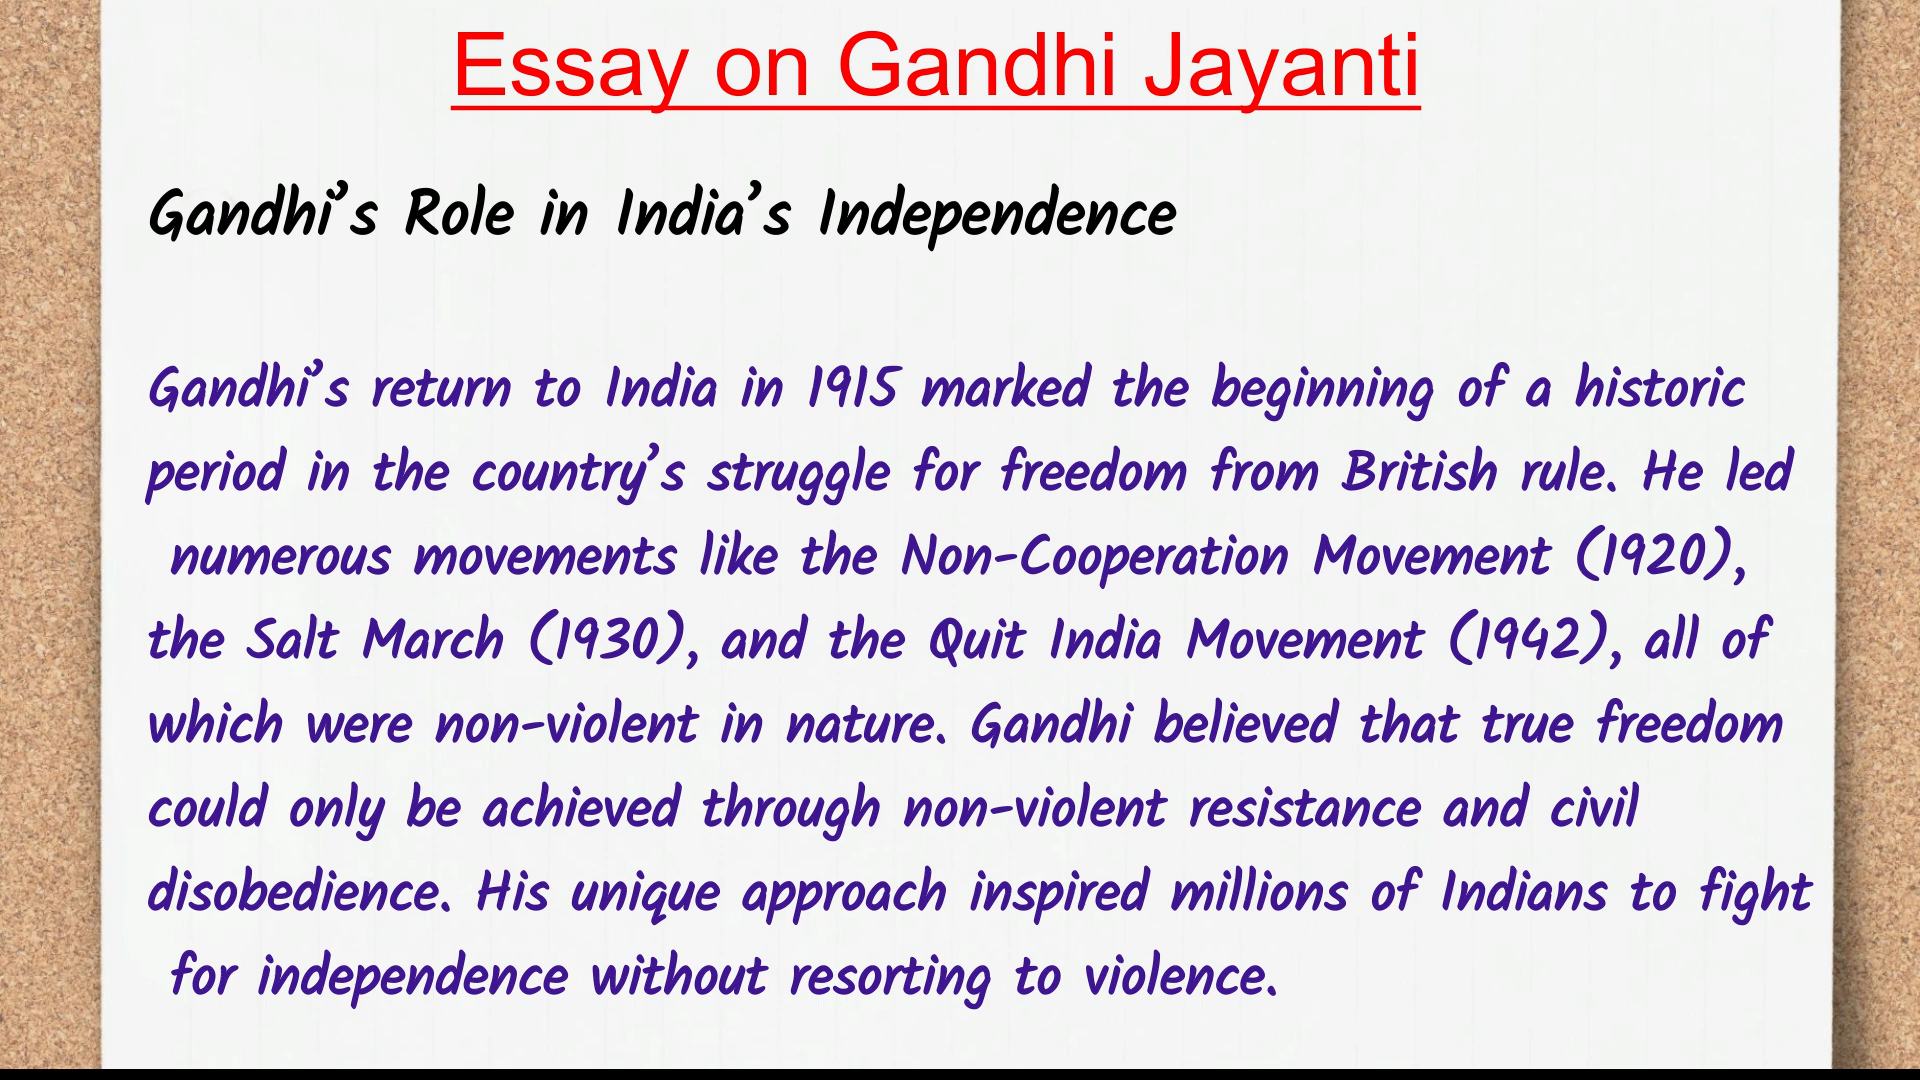 Essay on Gandhi Jayanti
Gandhi’s Role in India’s Independence
Gandhi’s return to India in 1915 marked the beginning of a historic
period in the country’s struggle for freedom from British rule. He led
numerous movements like the Non-Cooperation Movement (1920),
the Salt March (1930), and the Quit India Movement (1942), all of
which were non-violent in nature. Gandhi believed that true freedom
could only be achieved through non-violent resistance and civil
disobedience. His unique approach inspired millions of Indians to fight
for independence without resorting to violence.